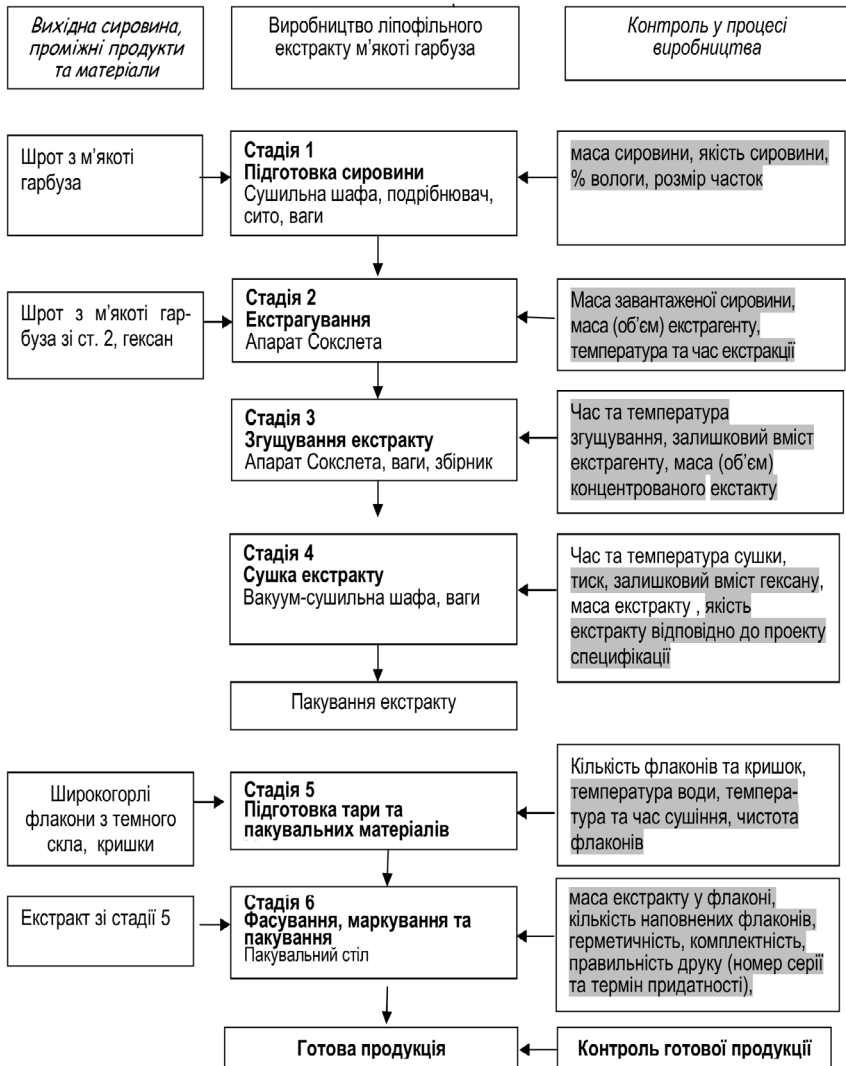 Вихідна сировина,
проміжні продукти
та матеріали
Виробництво ліпофільного
екстракту м’якоті гарбуза
Контроль у процесі
виробництва
Шрот з м’якоті
гарбуза
Стадія 1
Підготовка сировини
Сушильна шафа, подрібнювач,
сито, ваги
маса сировини, якість сировини,
% вологи, розмір часток
Шрот з м’якоті гар-
буза зі ст. 2, гексан
Стадія 2
Екстрагування
Апарат Сокслета
Маса завантаженої сировини,
маса (об’єм) екстрагенту,
температура та час екстракції
Стадія 3
Згущування екстракту
Апарат Сокслета, ваги, збірник
Час та температура
згущування, залишковий вміст
екстрагенту, маса (об’єм)
концентрованого екстакту
Стадія 4
Сушка екстракту
Вакуум-сушильна шафа, ваги
Час та температура сушки,
тиск, залишковий вміст гексану,
маса екстракту , якість
екстракту відповідно до проекту
специфікації
Пакування екстракту
Широкогорлі
флакони з темного
скла, кришки
Стадія 5
Підготовка тари та
пакувальних матеріалів
Кількість флаконів та кришок,
температура води, темпера-
тура та час сушіння, чистота
флаконів
Екстракт зі стадії 5
Стадія 6
Фасування, маркування та
пакування
Пакувальний стіл
маса екстракту у флаконі,
кількість наповнених флаконів,
герметичність, комплектність,
правильність друку (номер серії
та термін придатності),
Готова продукція
Контроль готової продукції